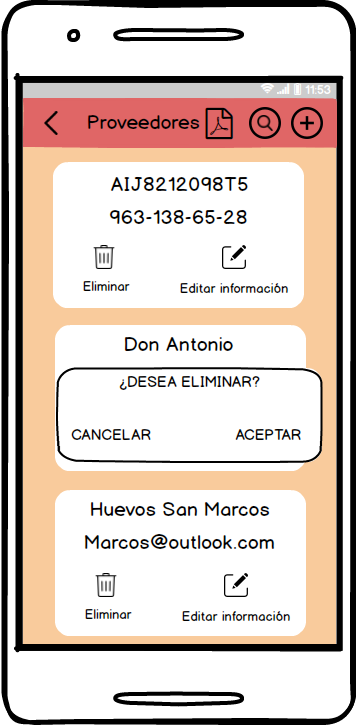 11:53
Proveedores
AIJ8212098T5
963-138-65-28
Eliminar Editar información
Don Antonio
¿DESEA ELIMINAR?
CANCELAR ACEPTAR
Huevos San Marcos
Marcos@outlook.com
Eliminar Editar información